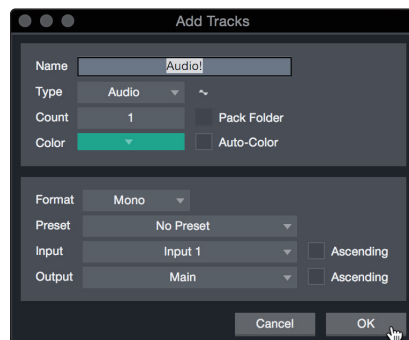 Add Tracks
Name Audio!
Type Audio
Count 1 Pack Folder
Color Auto-Color
Format Mono
Preset No Preset
Input Input 1 Ascending
Output Main Ascending
Cancel OK